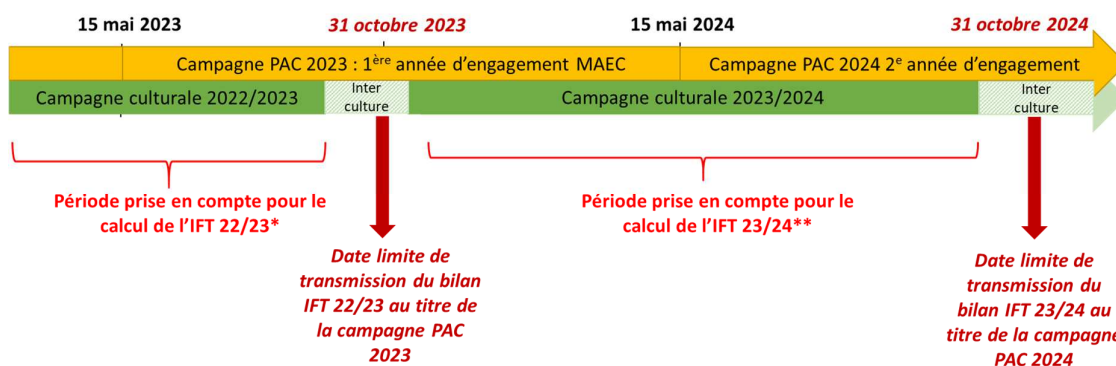 15 mai 2023
31 octobre 2023
15 mai 2024
31 octobre 2024
Campagne PAC 2023 : 1ère année d'engagement MAEC
Campagne PAC 2024 2e année d'engagement
Campagne culturale 2022/2023
Inter
culture
Campagne culturale 2023/2024
Inter
culture
Période prise en compte pour le
calcul de l'IFT 22/23*
Période prise en compte pour le
calcul de l'IFT 23/24**
Date limite de
transmission du bilan
IFT 22/23 au titre de
la campagne PAC
2023
Date limite de
transmission du
bilan IFT 23/24 au
titre de la campagne
PAC 2024